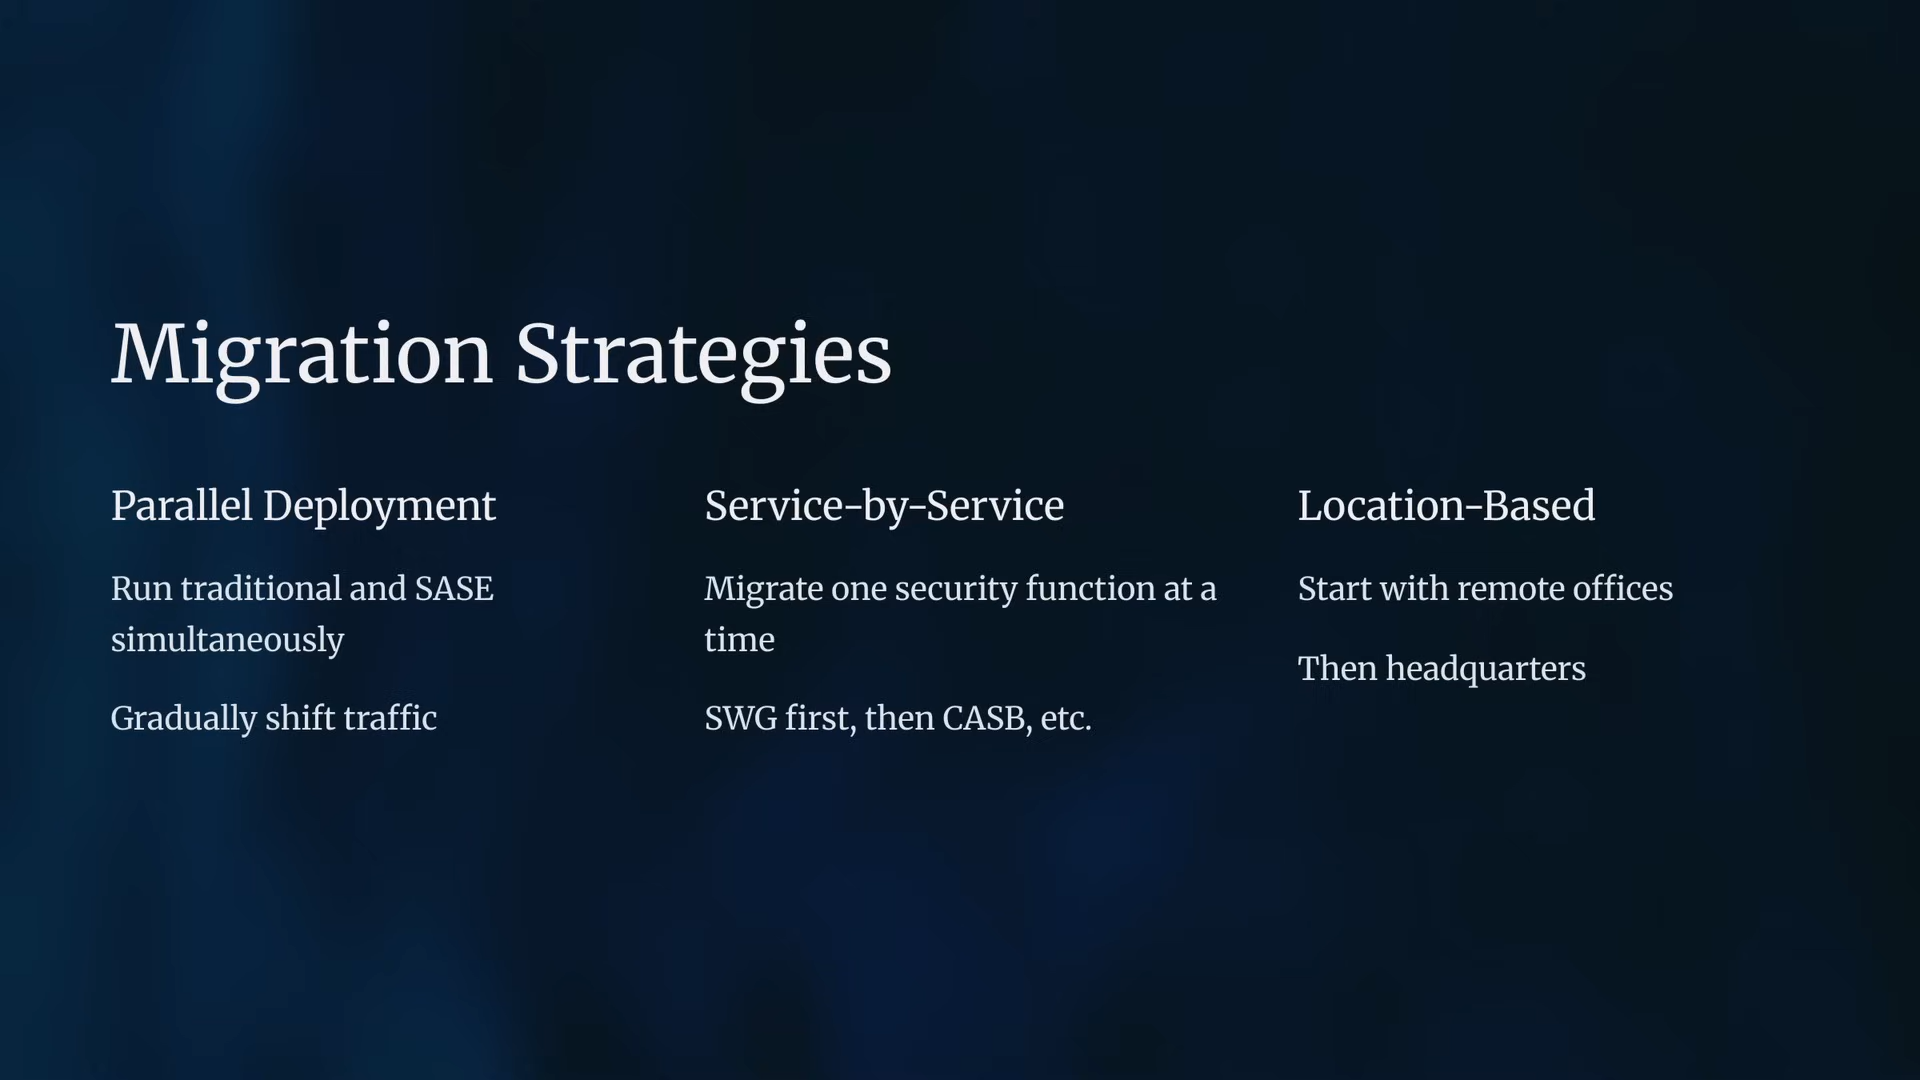 Migration Strategies
Parallel Deployment
Run traditional and SASE
simultaneously
Gradually shift traffic
Service-by-Service
Migrate one security function at a
time
SWG first, then CASB, etc.
Location-Based
Start with remote offices
Then headquarters